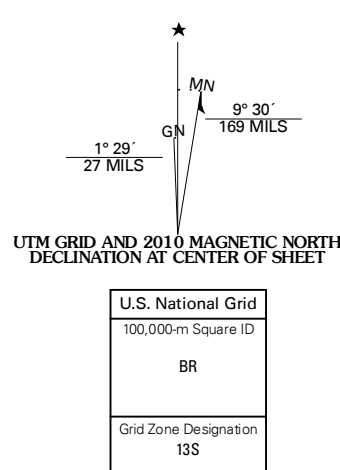 MN
9° 30´
169 MILS
GN
1° 29´
27 MILS
UTM GRID AND 2010 MAGNETIC NORTH
DECLINATION AT CENTER OF SHEET
U.S. National Grid
100,000-m Square ID
BR
Grid Zone Designation
13S